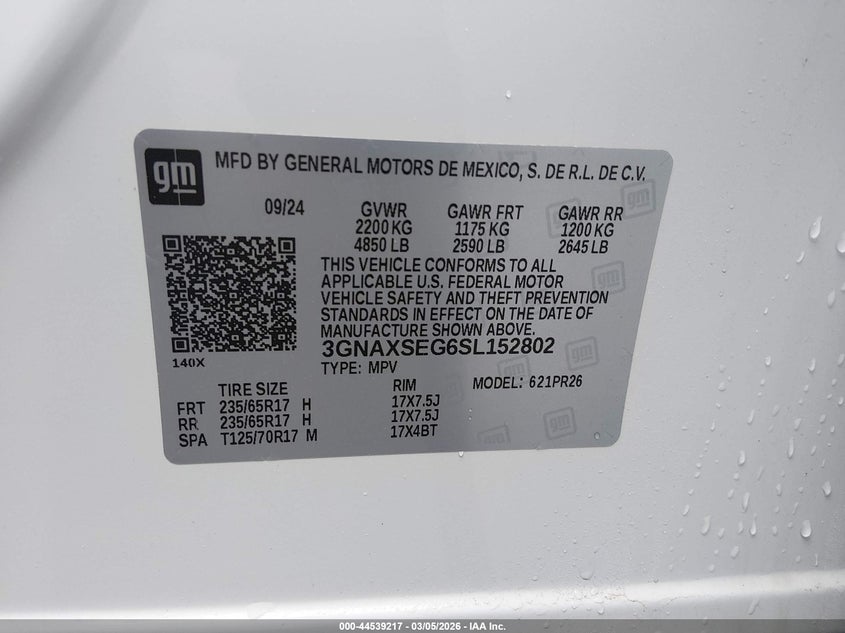 gm
MFD BY GENERAL MOTORS DE MEXICO, S. DE R.L. DE C.V.
09/24 GVWR GAWR FRT GAWR RR
2200 KG 1175 KG 1200 KG
4850 LB 2590 LB 2645 LB
THIS VEHICLE CONFORMS TO ALL
APPLICABLE U.S. FEDERAL MOTOR
VEHICLE SAFETY AND THEFT PREVENTION
STANDARDS IN EFFECT ON THE DATE OF
MANUFACTURE SHOWN ABOVE.
140X
3GNAXSEG6SL152802
TYPE: MPV MODEL: 621PR26
TIRE SIZE RIM
FRT 235/65R17 H 17X7.5J
RR 235/65R17 H 17X7.5J
SPA T125/70R17 M 17X4BT
000-44539217 - 03/05/2026 - IAA Inc.